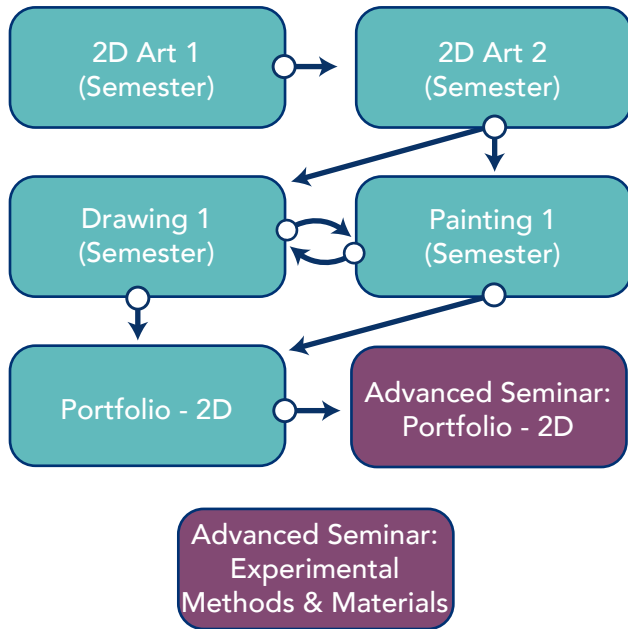 2D Art 1
(Semester)
2D Art 2
(Semester)
Drawing 1
(Semester)
Painting 1
(Semester)
Portfolio - 2D
Advanced Seminar:
Portfolio - 2D
Advanced Seminar:
Experimental
Methods & Materials